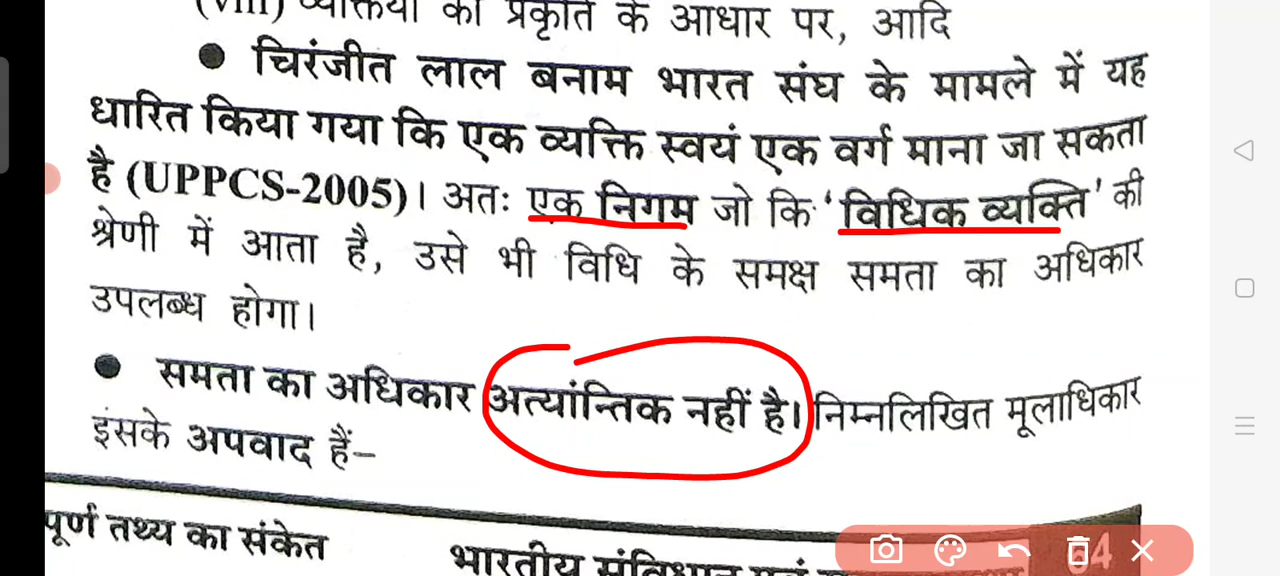 (viii) व्यक्तियों की प्रकृति के आधार पर, आदि
● चिरंजीत लाल बनाम भारत संघ के मामले में यह
धारित किया गया कि एक व्यक्ति स्वयं एक वर्ग माना जा सकता
है (UPPCS-2005)। अतः एक निगम जो कि 'विधिक व्यक्ति' की
श्रेणी में आता है, उसे भी विधि के समक्ष समता का अधिकार
उपलब्ध होगा।
● समता का अधिकार अत्यांन्तिक नहीं है। निम्नलिखित मूलाधिकार
इसके अपवाद हैं–
पूर्ण तथ्य का संकेत
भारतीय संविधान एवं
64